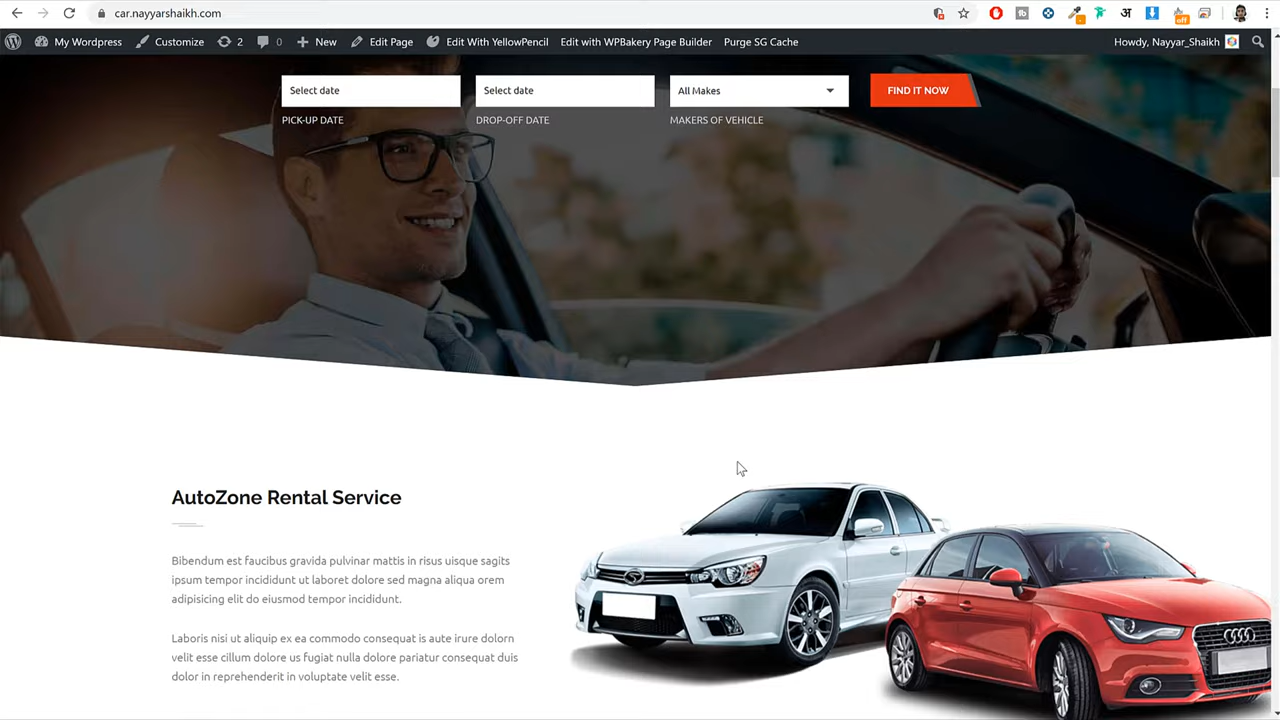 car.nayyarshaikh.com
अ
off
My Wordpress Customize 2 0 New Edit Page Edit With YellowPencil Edit with WPBakery Page Builder Purge SG Cache Howdy, Nayyar_Shaikh
Select date Select date All Makes FIND IT NOW
PICK-UP DATE DROP-OFF DATE MAKERS OF VEHICLE
AutoZone Rental Service
Bibendum est faucibus gravida pulvinar mattis in risus uisque sagits
ipsum tempor incididunt ut laboret dolore sed magna aliqua orem
adipisicing elit do eiusmod tempor incididunt.
Laboris nisi ut aliquip ex ea commodo consequat is aute irure dolorn
velit esse cillum dolore us fugiat nulla dolore pariatur consequat duis
dolor in reprehenderit in voluptate velit esse.